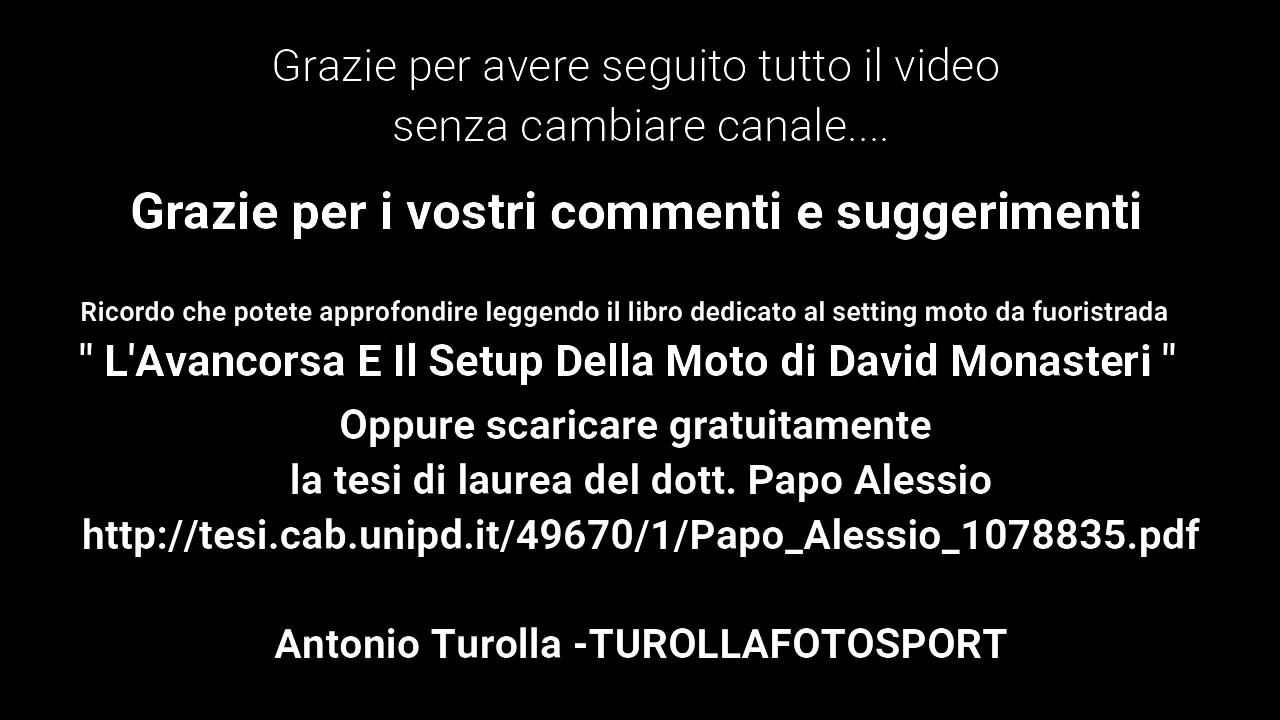 Grazie per avere seguito tutto il video
senza cambiare canale....
Grazie per i vostri commenti e suggerimenti
Ricordo che potete approfondire leggendo il libro dedicato al setting moto da fuoristrada
" L'Avancorsa E Il Setup Della Moto di David Monasteri "
Oppure scaricare gratuitamente
la tesi di laurea del dott. Papo Alessio
http://tesi.cab.unipd.it/49670/1/Papo_Alessio_1078835.pdf
Antonio Turolla -TUROLLAFOTOSPORT